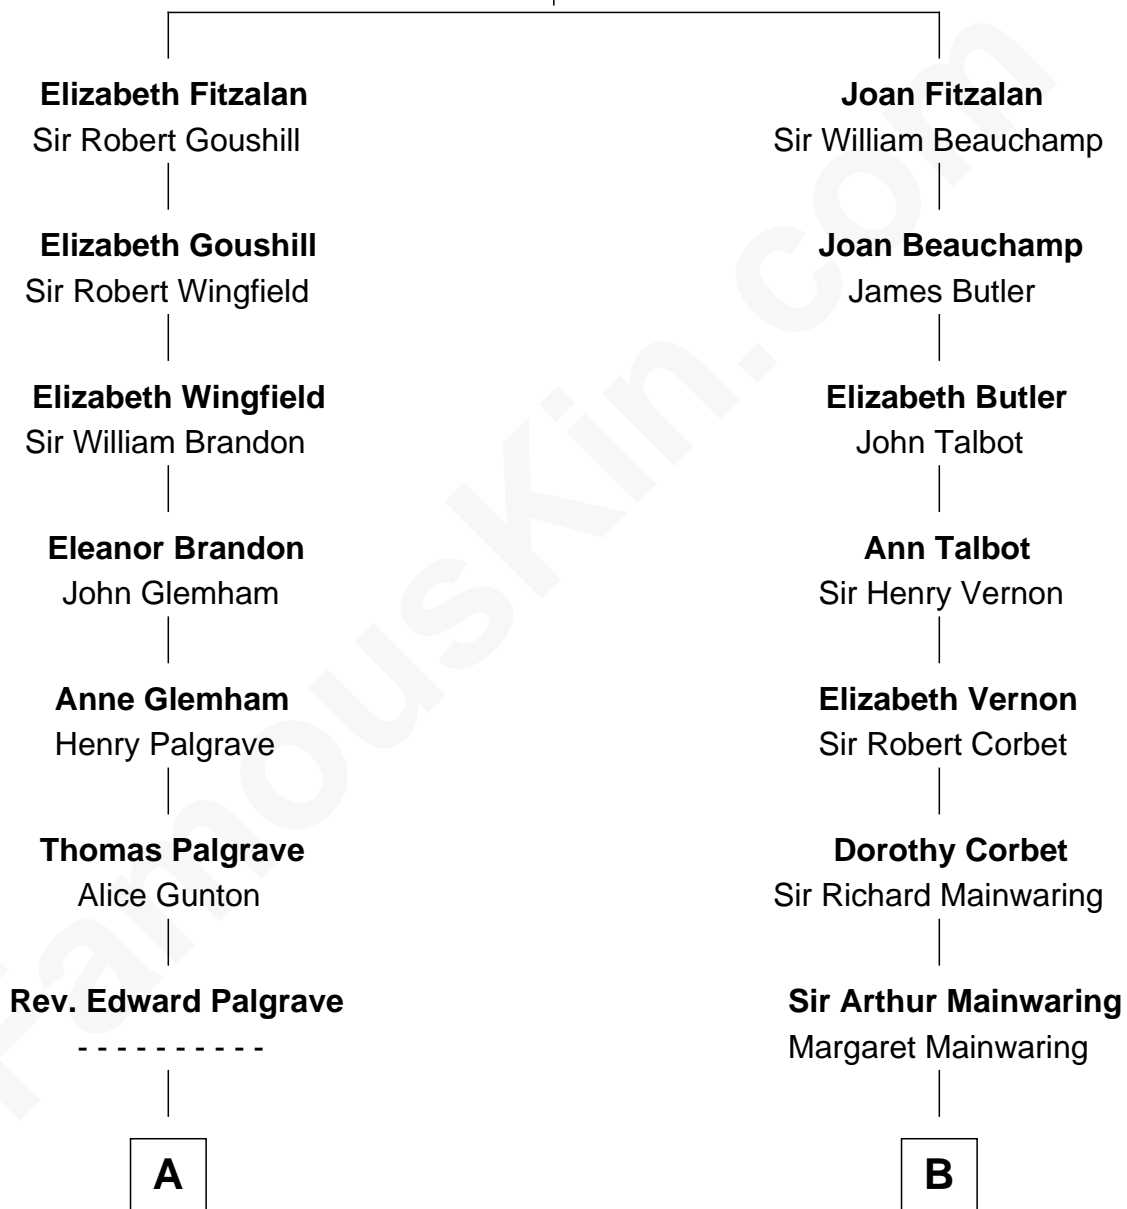 Elizabeth Fitzalan
Sir Robert Goushill
Elizabeth Goushill
Sir Robert Wingfield
Elizabeth Wingfield
Sir William Brandon
Eleanor Brandon
John Glemham
Anne Glemham
Henry Palgrave
Thomas Palgrave
Alice Gunton
Rev. Edward Palgrave
- - - - - - - - - -
A
Joan Fitzalan
Sir William Beauchamp
Joan Beauchamp
James Butler
Elizabeth Butler
John Talbot
Ann Talbot
Sir Henry Vernon
Elizabeth Vernon
Sir Robert Corbet
Dorothy Corbet
Sir Richard Mainwaring
Sir Arthur Mainwaring
Margaret Mainwaring
B
FamousKin.com